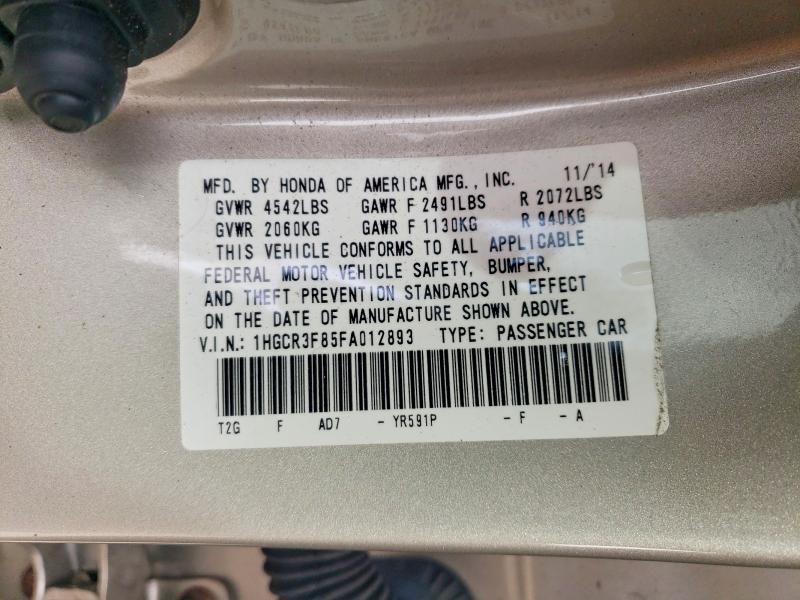 MFD. BY HONDA OF AMERICA MFG., INC. 11/'14
GVWR 4542LBS GAWR F 2491LBS R 2072LBS
GVWR 2060KG GAWR F 1130KG R 940KG
THIS VEHICLE CONFORMS TO ALL APPLICABLE
FEDERAL MOTOR VEHICLE SAFETY, BUMPER,
AND THEFT PREVENTION STANDARDS IN EFFECT
ON THE DATE OF MANUFACTURE SHOWN ABOVE.
V.I.N.: 1HGCR3F85FA012893 TYPE: PASSENGER CAR
T2G F AD7 - YR591P - F - A